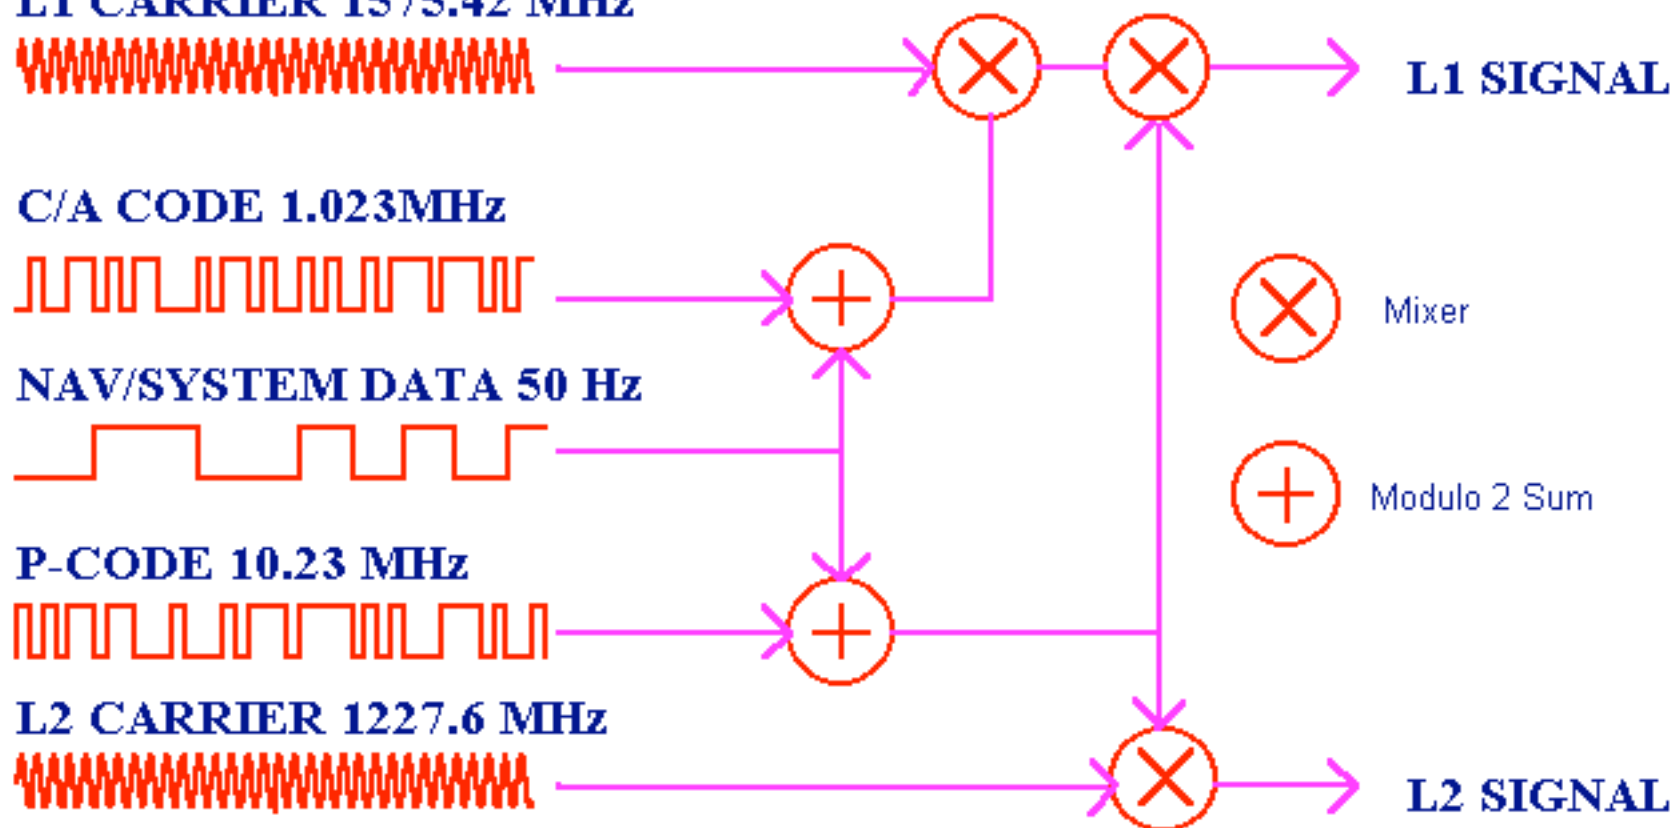 L1 CARRIER 1575.42 MHz
L1 SIGNAL
C/A CODE 1.023MHz
Mixer
NAV/SYSTEM DATA 50 Hz
Modulo 2 Sum
P-CODE 10.23 MHz
L2 CARRIER 1227.6 MHz
L2 SIGNAL